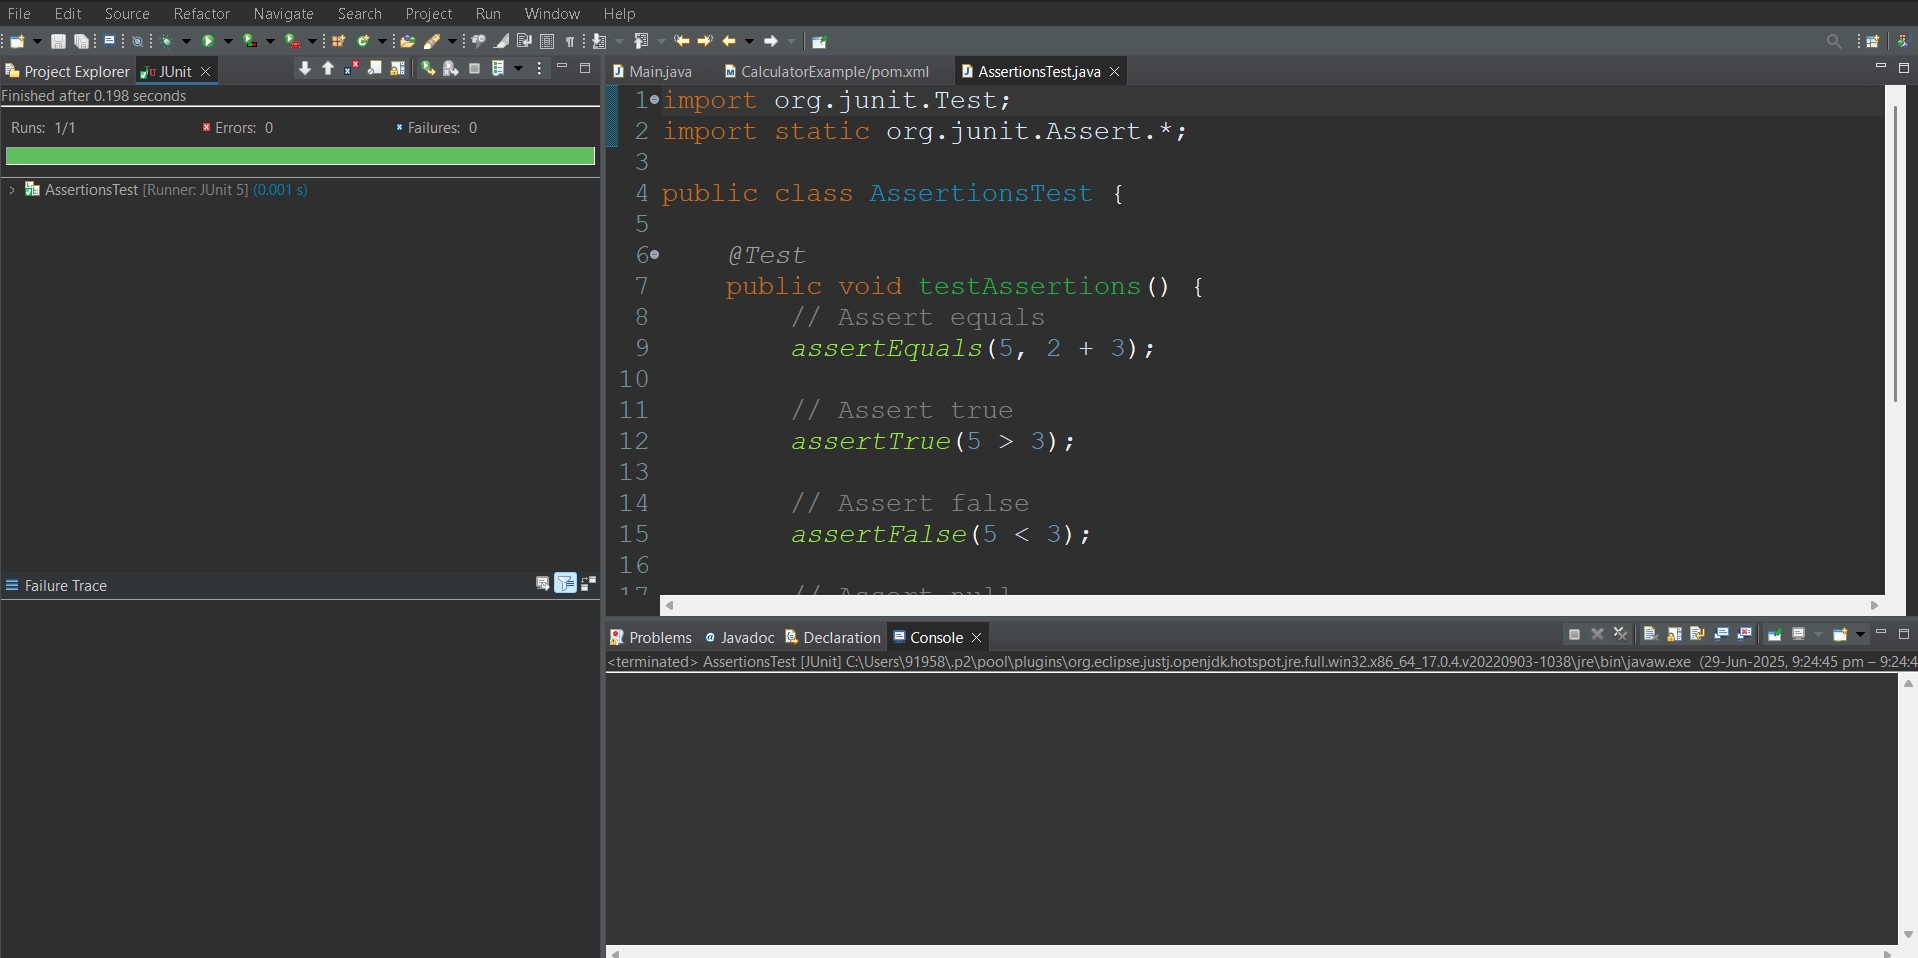 File Edit Source Refactor Navigate Search Project Run Window Help
Project Explorer JUnit
Finished after 0.198 seconds
Runs: 1/1 Errors: 0 Failures: 0
AssertionsTest [Runner: JUnit 5] (0.001 s)
Failure Trace
Main.java CalculatorExample/pom.xml AssertionsTest.java
1 import org.junit.Test;
2 import static org.junit.Assert.*;
3
4 public class AssertionsTest {
5
6 @Test
7 public void testAssertions() {
8 // Assert equals
9 assertEquals(5, 2 + 3);
10
11 // Assert true
12 assertTrue(5 > 3);
13
14 // Assert false
15 assertFalse(5 < 3);
16
17 // Assert null
Problems Javadoc Declaration Console
<terminated> AssertionsTest [JUnit] C:\Users\91958\.p2\pool\plugins\org.eclipse.justj.openjdk.hotspot.jre.full.win32.x86_64_17.0.4.v20220903-1038\jre\bin\javaw.exe (29-Jun-2025, 9:24:45 pm – 9:24:4